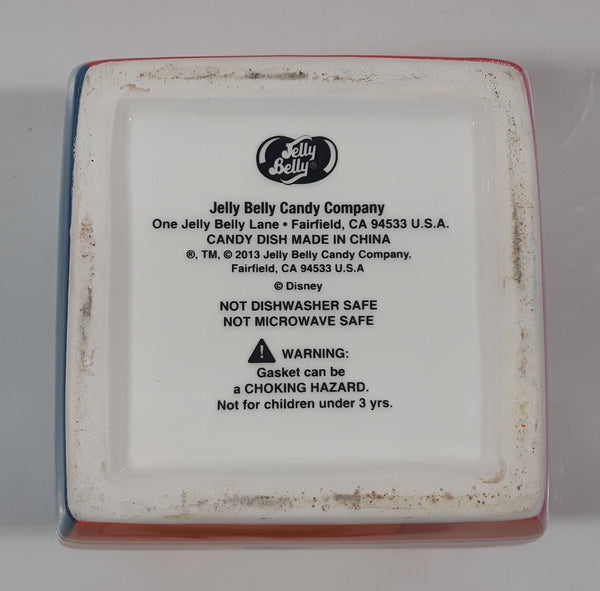 Jelly
Belly®
Jelly Belly Candy Company
One Jelly Belly Lane • Fairfield, CA 94533 U.S.A.
CANDY DISH MADE IN CHINA
®, TM, © 2013 Jelly Belly Candy Company,
Fairfield, CA 94533 U.S.A
© Disney
NOT DISHWASHER SAFE
NOT MICROWAVE SAFE
WARNING:
Gasket can be
a CHOKING HAZARD.
Not for children under 3 yrs.